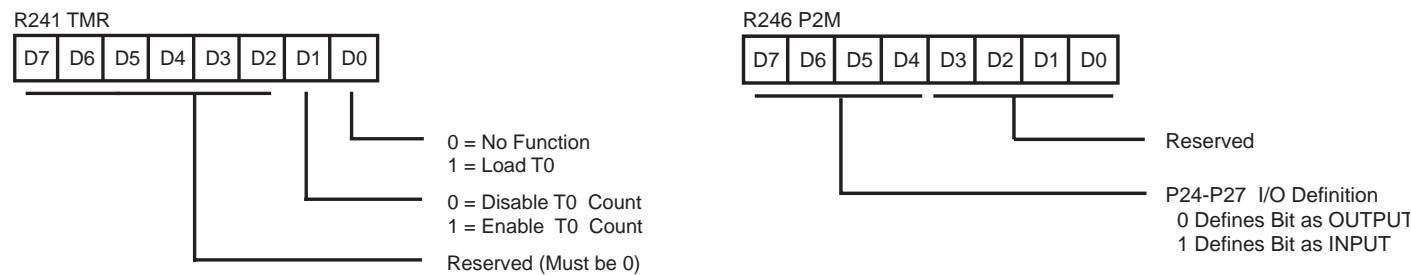 R241 TMR
D7 D6 D5 D4 D3 D2 D1 D0
0 = No Function
1 = Load T0
0 = Disable T0 Count
1 = Enable T0 Count
Reserved (Must be 0)
R246 P2M
D7 D6 D5 D4 D3 D2 D1 D0
Reserved
P24-P27 I/O Definition
0 Defines Bit as OUTPUT
1 Defines Bit as INPUT